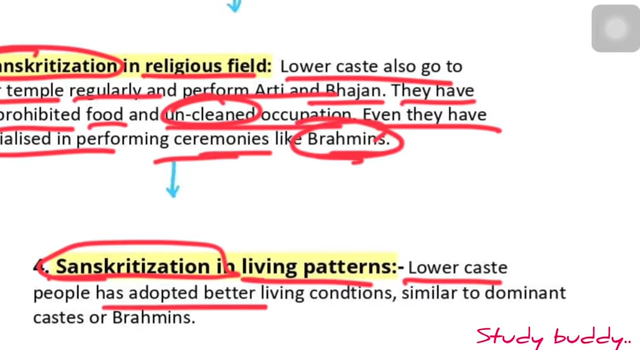 nskritization in religious field: Lower caste also go to
temple regularly and perform Arti and Bhajan. They have
prohibited food and un-cleaned occupation. Even they have
ialised in performing ceremonies like Brahmins.
4. Sanskritization in living patterns:- Lower caste
people has adopted better living condtions, similar to dominant
castes or Brahmins.
Study buddy..